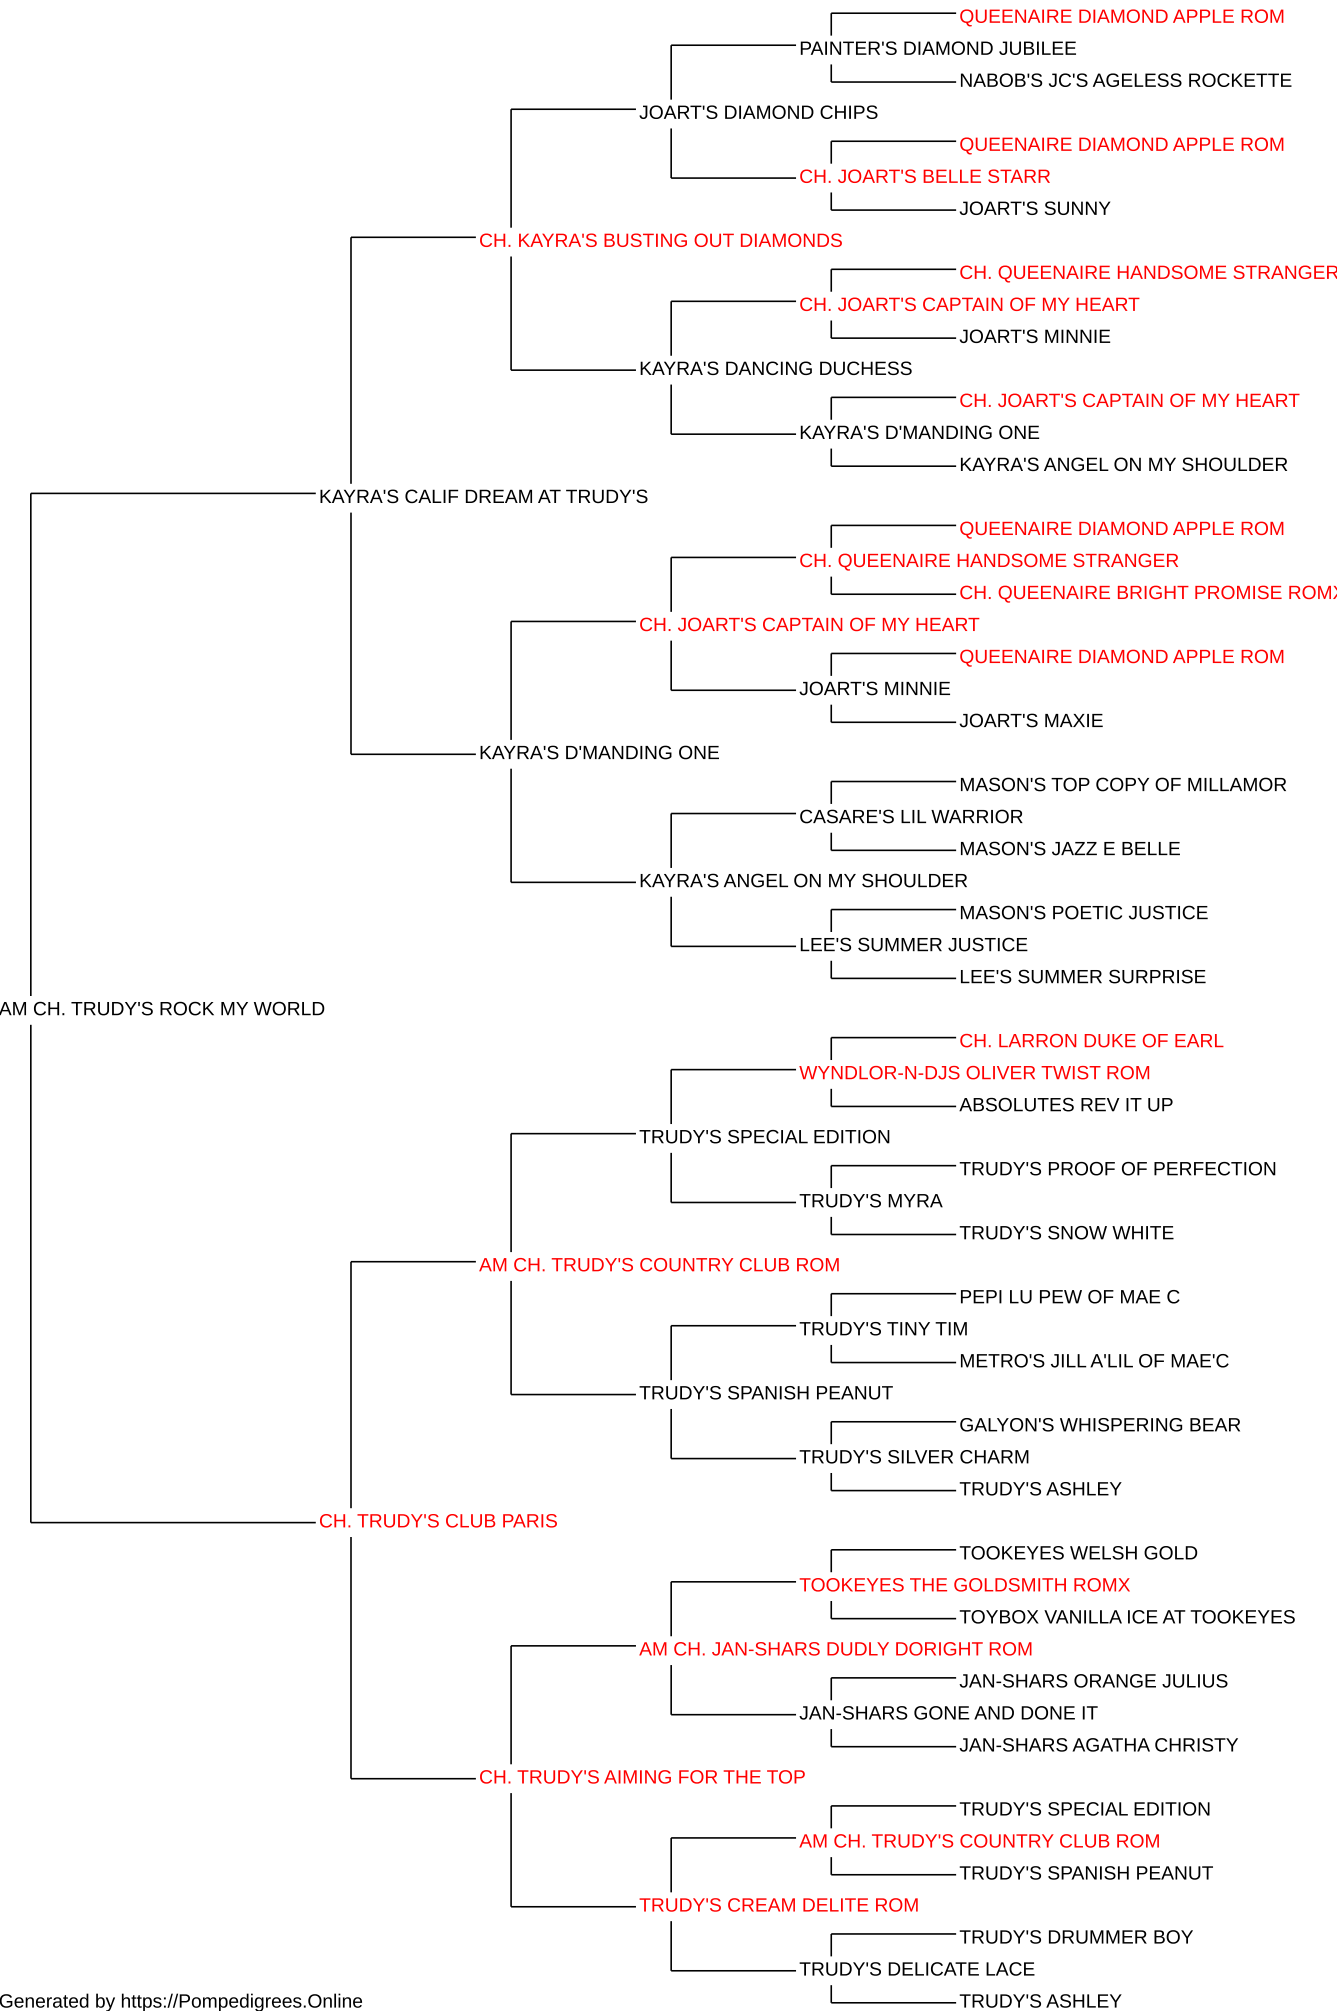 QUEENAIRE DIAMOND APPLE ROM
PAINTER'S DIAMOND JUBILEE
NABOB'S JC'S AGELESS ROCKETTE
JOART'S DIAMOND CHIPS
QUEENAIRE DIAMOND APPLE ROM
CH. JOART'S BELLE STARR
JOART'S SUNNY
CH. KAYRA'S BUSTING OUT DIAMONDS
CH. QUEENAIRE HANDSOME STRANGER
CH. JOART'S CAPTAIN OF MY HEART
JOART'S MINNIE
KAYRA'S DANCING DUCHESS
CH. JOART'S CAPTAIN OF MY HEART
KAYRA'S D'MANDING ONE
KAYRA'S ANGEL ON MY SHOULDER
KAYRA'S CALIF DREAM AT TRUDY'S
QUEENAIRE DIAMOND APPLE ROM
CH. QUEENAIRE HANDSOME STRANGER
CH. QUEENAIRE BRIGHT PROMISE ROMX
CH. JOART'S CAPTAIN OF MY HEART
QUEENAIRE DIAMOND APPLE ROM
JOART'S MINNIE
JOART'S MAXIE
KAYRA'S D'MANDING ONE
MASON'S TOP COPY OF MILLAMOR
CASARE'S LIL WARRIOR
MASON'S JAZZ E BELLE
KAYRA'S ANGEL ON MY SHOULDER
MASON'S POETIC JUSTICE
LEE'S SUMMER JUSTICE
LEE'S SUMMER SURPRISE
AM CH. TRUDY'S ROCK MY WORLD
CH. LARRON DUKE OF EARL
WYNDLOR-N-DJS OLIVER TWIST ROM
ABSOLUTES REV IT UP
TRUDY'S SPECIAL EDITION
TRUDY'S PROOF OF PERFECTION
TRUDY'S MYRA
TRUDY'S SNOW WHITE
AM CH. TRUDY'S COUNTRY CLUB ROM
PEPI LU PEW OF MAE C
TRUDY'S TINY TIM
METRO'S JILL A'LIL OF MAE'C
TRUDY'S SPANISH PEANUT
GALYON'S WHISPERING BEAR
TRUDY'S SILVER CHARM
TRUDY'S ASHLEY
CH. TRUDY'S CLUB PARIS
TOOKEYES WELSH GOLD
TOOKEYES THE GOLDSMITH ROMX
TOYBOX VANILLA ICE AT TOOKEYES
AM CH. JAN-SHARS DUDLY DORIGHT ROM
JAN-SHARS ORANGE JULIUS
JAN-SHARS GONE AND DONE IT
JAN-SHARS AGATHA CHRISTY
CH. TRUDY'S AIMING FOR THE TOP
TRUDY'S SPECIAL EDITION
AM CH. TRUDY'S COUNTRY CLUB ROM
TRUDY'S SPANISH PEANUT
TRUDY'S CREAM DELITE ROM
TRUDY'S DRUMMER BOY
TRUDY'S DELICATE LACE
TRUDY'S ASHLEY
Generated by https://Pompedigrees.Online